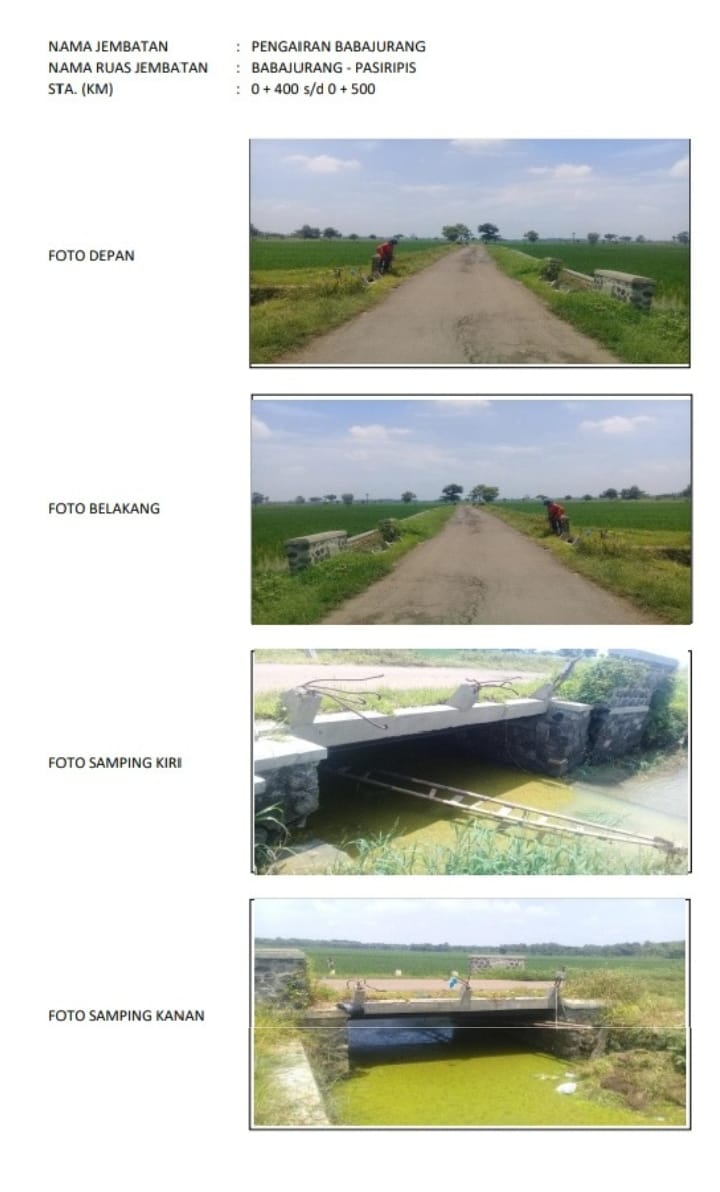 NAMA JEMBATAN : PENGAIRAN BABAJURANG
NAMA RUAS JEMBATAN : BABAJURANG - PASIRIPIS
STA. (KM) : 0 + 400 s/d 0 + 500
FOTO DEPAN
FOTO BELAKANG
FOTO SAMPING KIRI
FOTO SAMPING KANAN